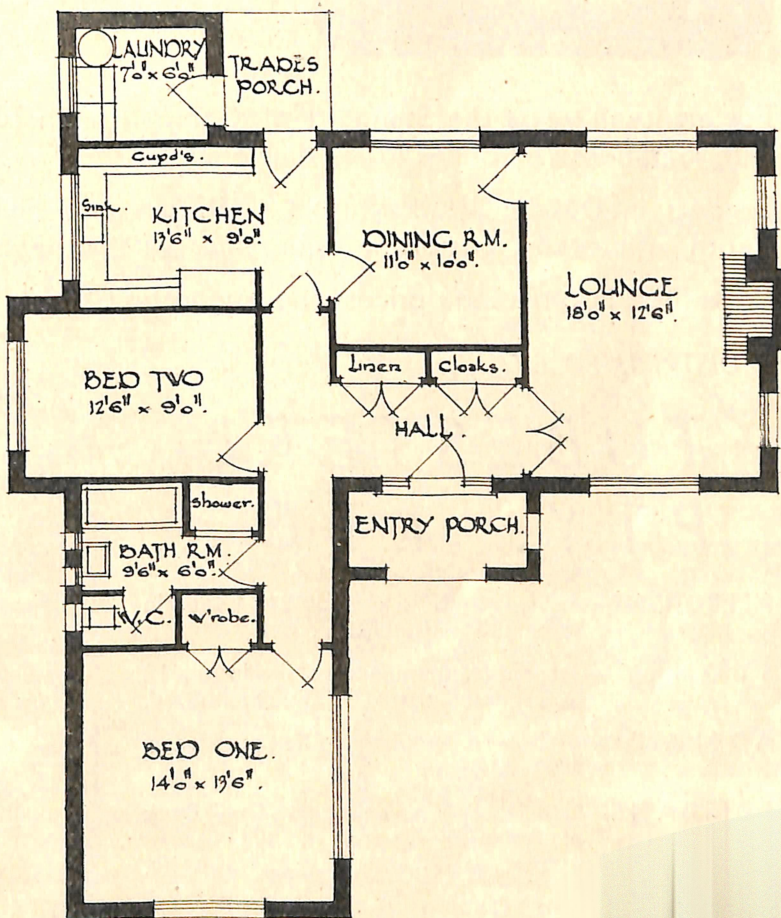 LAUNDRY
7'0" x 6'0"
TRADES
PORCH.
Cupd's.
Sink.
KITCHEN
13'6" x 9'0".
DINING RM.
11'0" x 10'0".
LOUNGE
18'0" x 12'6".
Linen
Cloaks.
BED TWO
12'6" x 9'0".
HALL.
Shower.
ENTRY PORCH.
BATH RM.
9'6" x 6'0".
W.C.
W'robe.
BED ONE.
14'0" x 13'6".